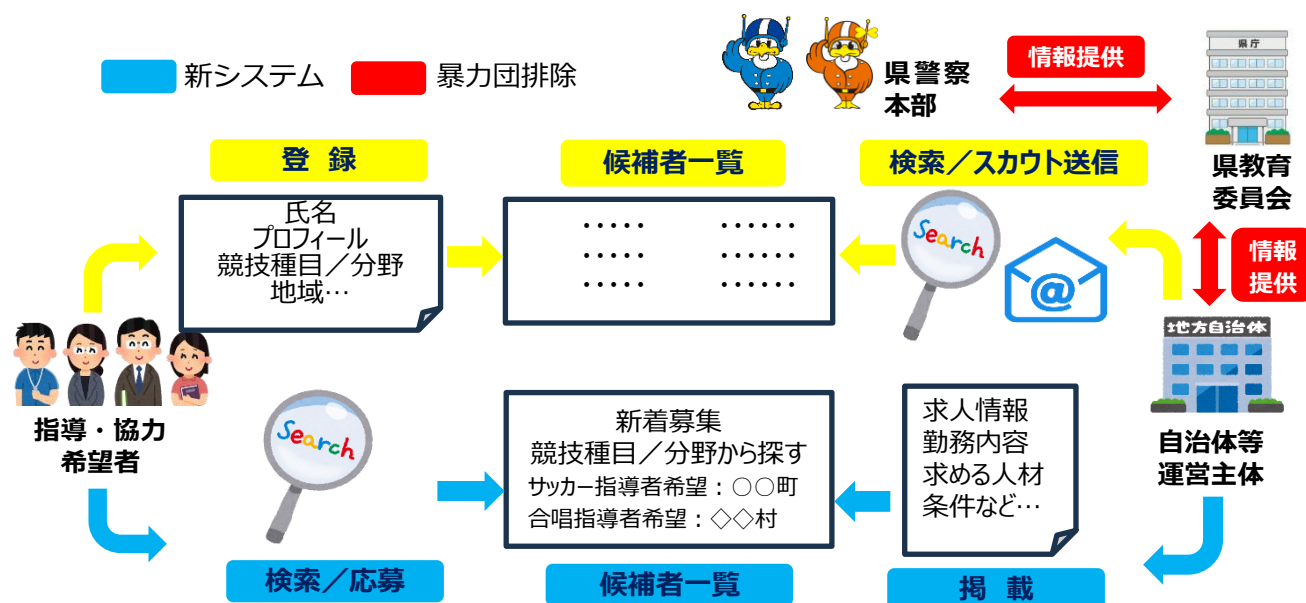 新システム
暴力団排除
県警察
本部
情報提供
県庁
県教育
委員会
登 録
候補者一覧
検索／スカウト送信
氏名
プロフィール
競技種目／分野
地域…
・・・・・ ・・・・・・
・・・・・ ・・・・・・
・・・・・ ・・・・・・
Search
@
情報
提供
地方自治体
指導・協力
希望者
Search
新着募集
競技種目／分野から探す
サッカー指導者希望：○○町
合唱指導者希望：◇◇村
求人情報
勤務内容
求める人材
条件など…
自治体等
運営主体
検索／応募
候補者一覧
掲 載